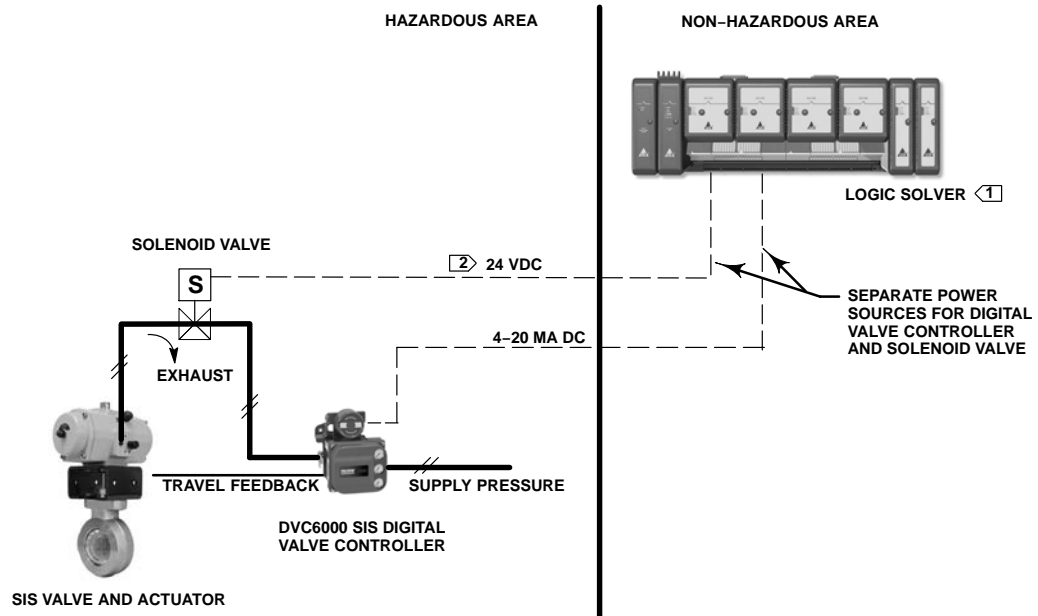 HAZARDOUS AREA
NON–HAZARDOUS AREA
LOGIC SOLVER 1
SOLENOID VALVE
2 24 VDC
S
SEPARATE POWER
SOURCES FOR DIGITAL
VALVE CONTROLLER
AND SOLENOID VALVE
4–20 MA DC
EXHAUST
TRAVEL FEEDBACK
SUPPLY PRESSURE
DVC6000 SIS DIGITAL
VALVE CONTROLLER
SIS VALVE AND ACTUATOR